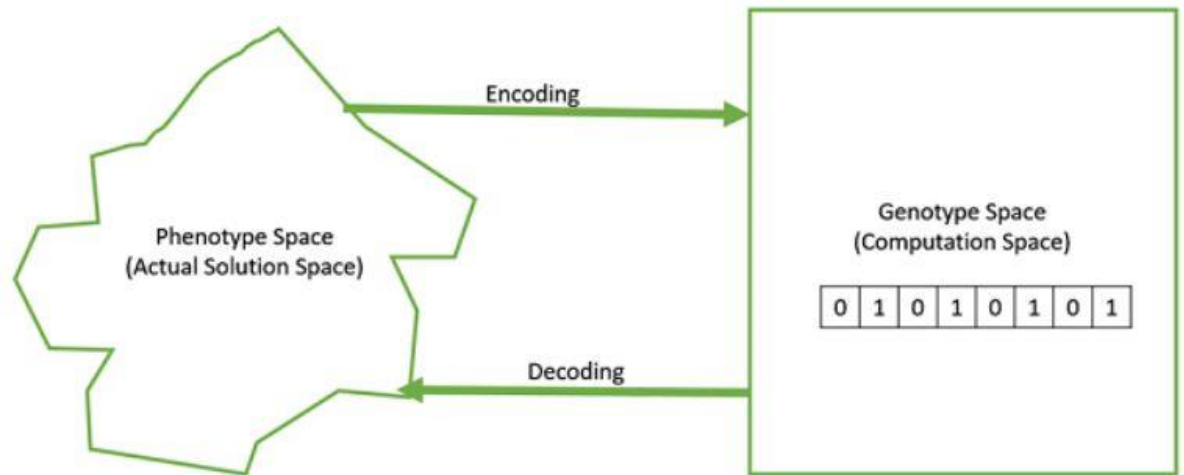 Encoding
Phenotype Space
(Actual Solution Space)
Genotype Space
(Computation Space)
0 1 0 1 0 1 0 1
Decoding